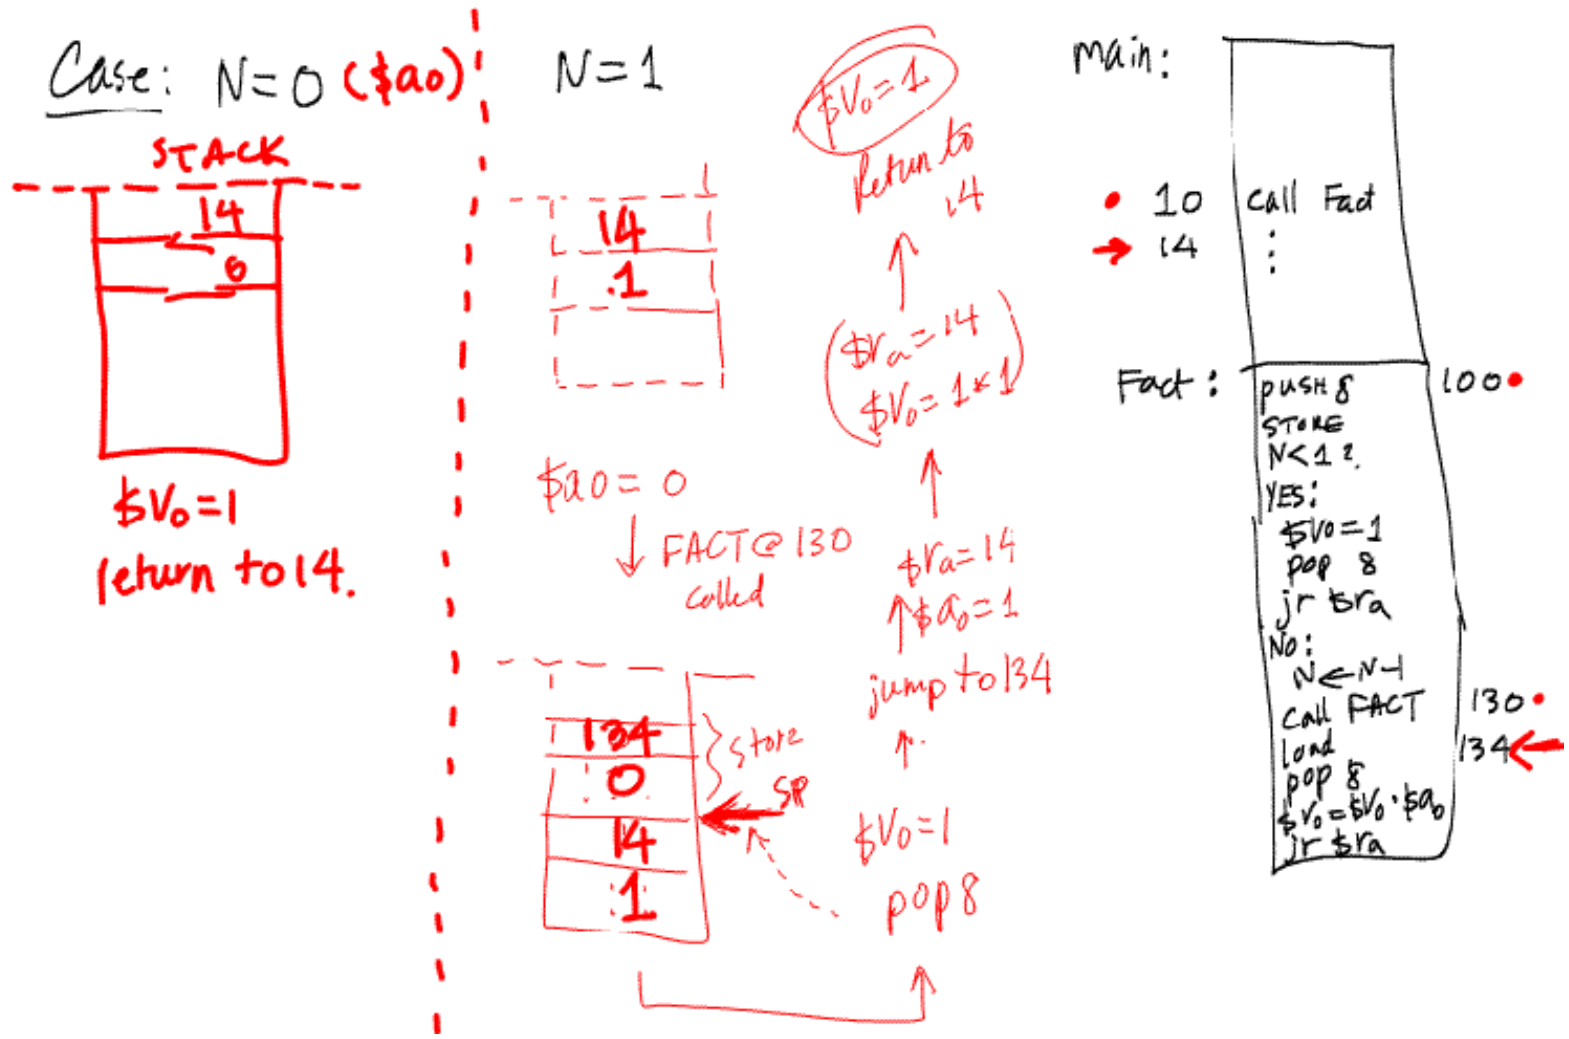 Case: N=0 ($a0)
STACK
14
0
$V0=1
return to 14.
N=1
14
.1
$a0=0
FACT@130
called
134
0
store
SP
14
1
$V0=1
pop 8
jump to 134
$a0=1
$ra=14
$ra=14
$V0=1*1
Return to
14
$V0=1
main:
10 call Fact
14 :
Fact: push 8 100
STORE
N<1?
YES:
$V0=1
pop 8
jr $ra
No:
N←N-1
call FACT 130
load 134
pop 8
$V0=$V0·$a0
jr $ra